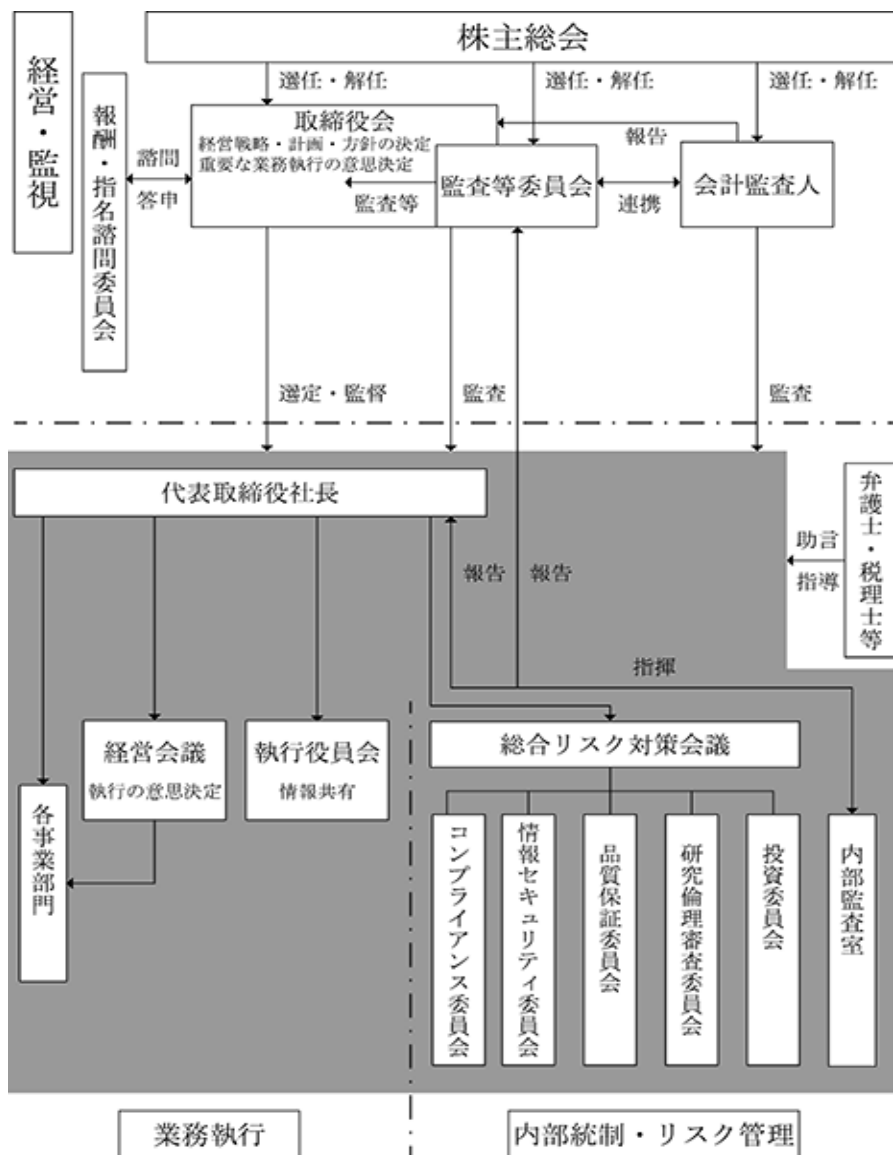 株主総会
経営・監視
選任・解任
選任・解任
選任・解任
報酬・指名諮問委員会
諮問
答申
取締役会
経営戦略・計画・方針の決定
重要な業務執行の意思決定
報告
監査等
監査等委員会
連携
会計監査人
選定・監督
監査
監査
代表取締役社長
弁護士・税理士等
助言
指導
報告
報告
指揮
経営会議
執行の意思決定
執行役員会
情報共有
総合リスク対策会議
各事業部門
コンプライアンス委員会
情報セキュリティ委員会
品質保証委員会
研究倫理審査委員会
投資委員会
内部監査室
業務執行
内部統制・リスク管理